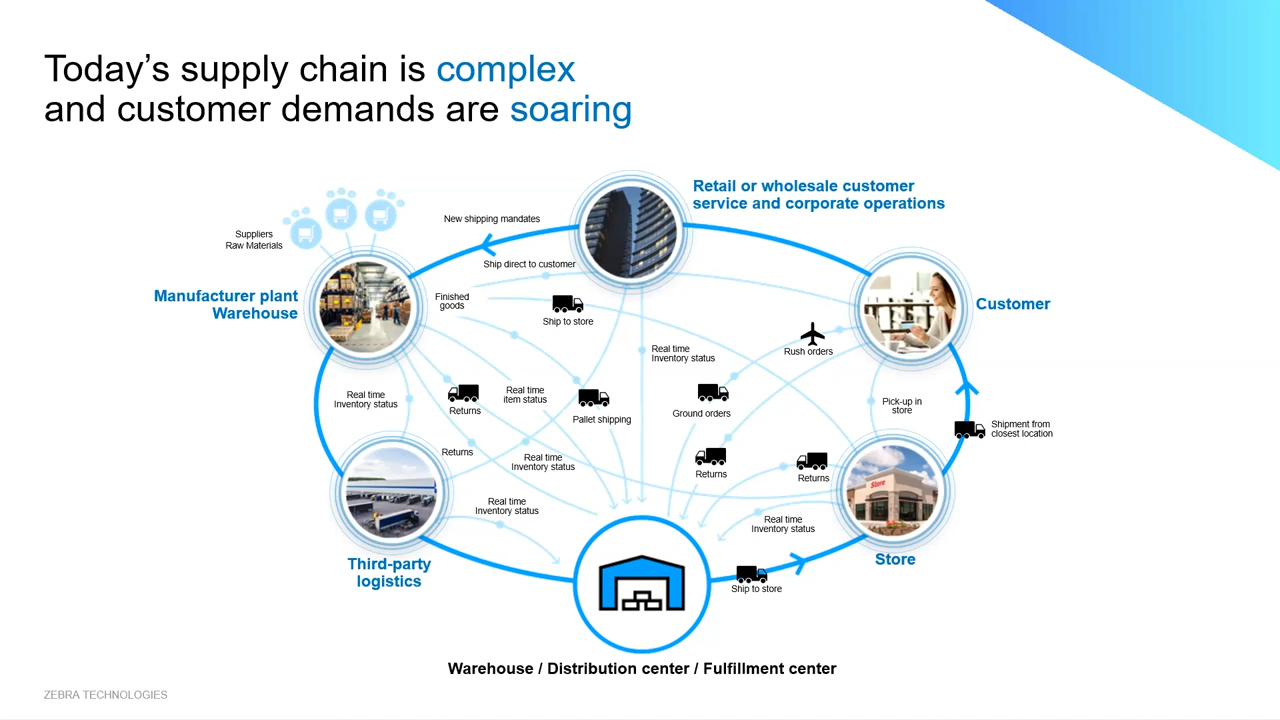 Today's supply chain is complex
and customer demands are soaring
Retail or wholesale customer
service and corporate operations
New shipping mandates
Suppliers
Raw Materials
Ship direct to customer
Manufacturer plant
Warehouse
Finished
goods
Customer
Ship to store
Rush orders
Real time
Inventory status
Real time
Inventory status
Returns
Real time
item status
Pallet shipping
Ground orders
Pick-up in
store
Shipment from
closest location
Returns
Real time
Inventory status
Returns
Returns
Store
Real time
Inventory status
Real time
Inventory status
Third-party
logistics
Store
Ship to store
Warehouse / Distribution center / Fulfillment center
ZEBRA TECHNOLOGIES